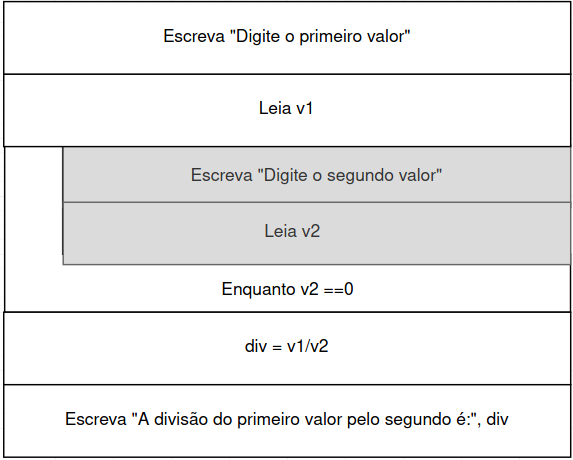 Escreva "Digite o primeiro valor"
Leia v1
Escreva "Digite o segundo valor"
Leia v2
Enquanto v2 ==0
div = v1/v2
Escreva "A divisão do primeiro valor pelo segundo é:", div